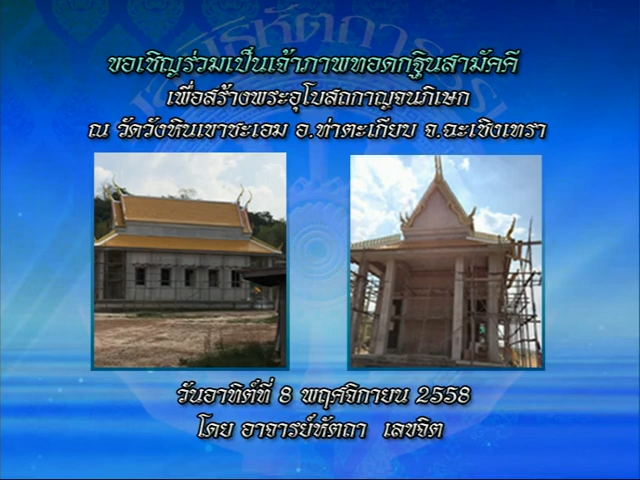 ขอเชิญร่วมเป็นเจ้าภาพทอดกฐินสามัคคี
เพื่อสร้างพระอุโบสถกาญจนภิเษก
ณ วัดวังหินเขาชะเอม อ.ท่าตะเกียบ จ.ฉะเชิงเทรา
วันอาทิตย์ที่ 8 พฤศจิกายน 2558
โดย อาจารย์หัตถา เลขจิต